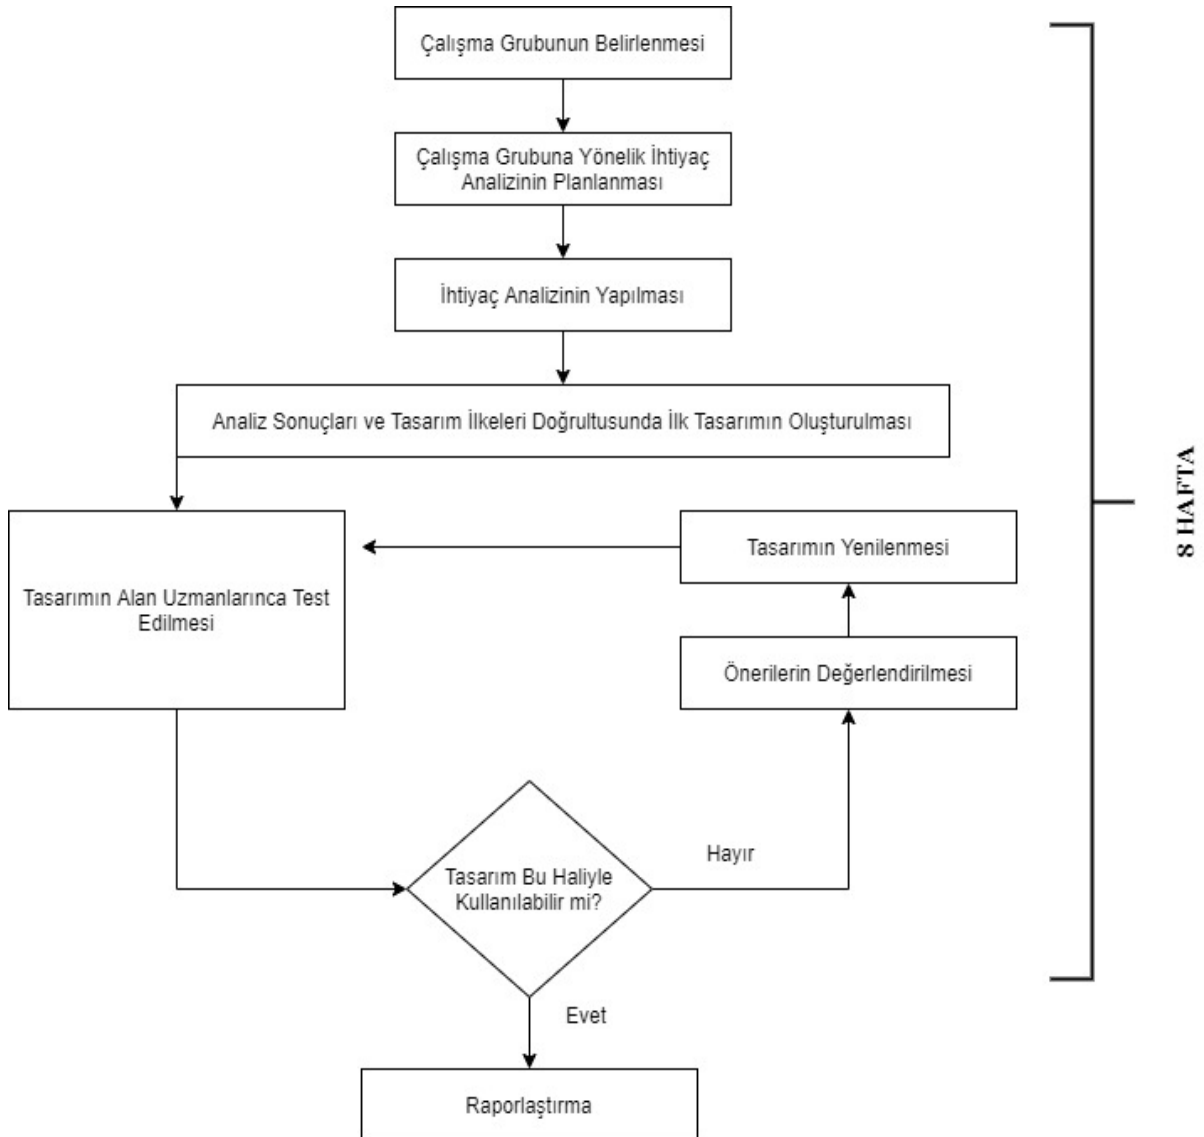 Çalışma Grubunun Belirlenmesi
Çalışma Grubuna Yönelik İhtiyaç
Analizinin Planlanması
İhtiyaç Analizinin Yapılması
Analiz Sonuçları ve Tasarım İlkeleri Doğrultusunda İlk Tasarımın Oluşturulması
Tasarımın Alan Uzmanlarınca Test
Edilmesi
Tasarımın Yenilenmesi
Önerilerin Değerlendirilmesi
Tasarım Bu Haliyle
Kullanılabilir mi?
Hayır
Evet
Raporlaştırma
8 HAFTA